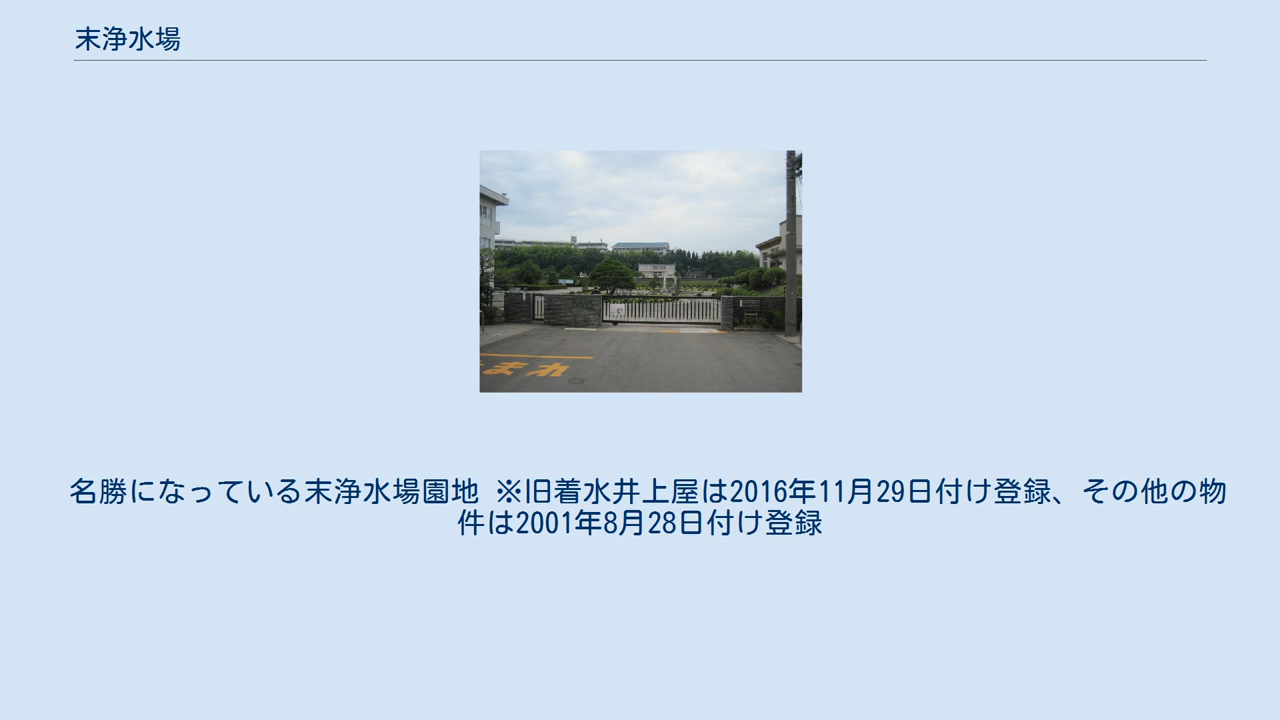 末浄水場
まれ
名勝になっている末浄水場園地 ※旧着水井上屋は2016年11月29日付け登録、その他の物
件は2001年8月28日付け登録